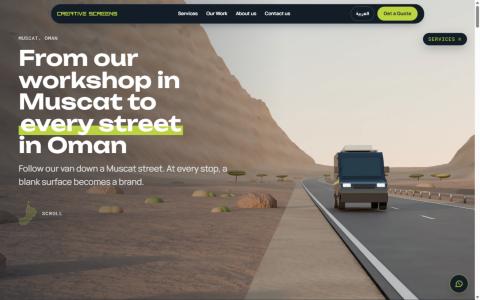 CREATIVE SCREENS
Services Our Work About us Contact us
العربية
Get a Quote
MUSCAT, OMAN
SERVICES
From our
workshop in
Muscat to
every street
in Oman
Follow our van down a Muscat street. At every stop, a
blank surface becomes a brand.
SCROLL